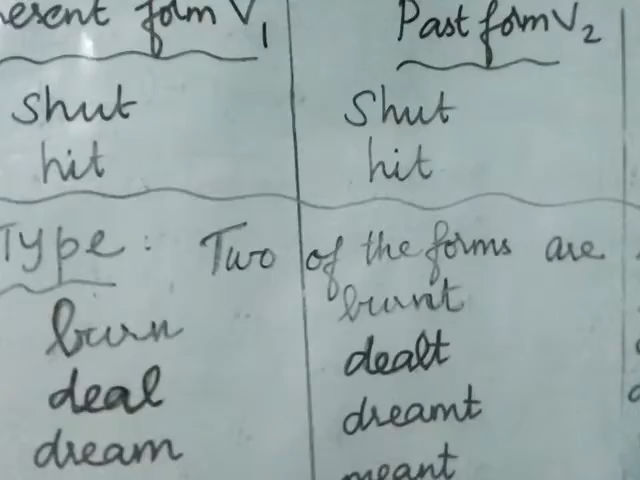 esent form V1 Past form V2
Shut Shut
hit hit
Type: Two of the forms are
burn burnt
deal dealt
dream dreamt
meant